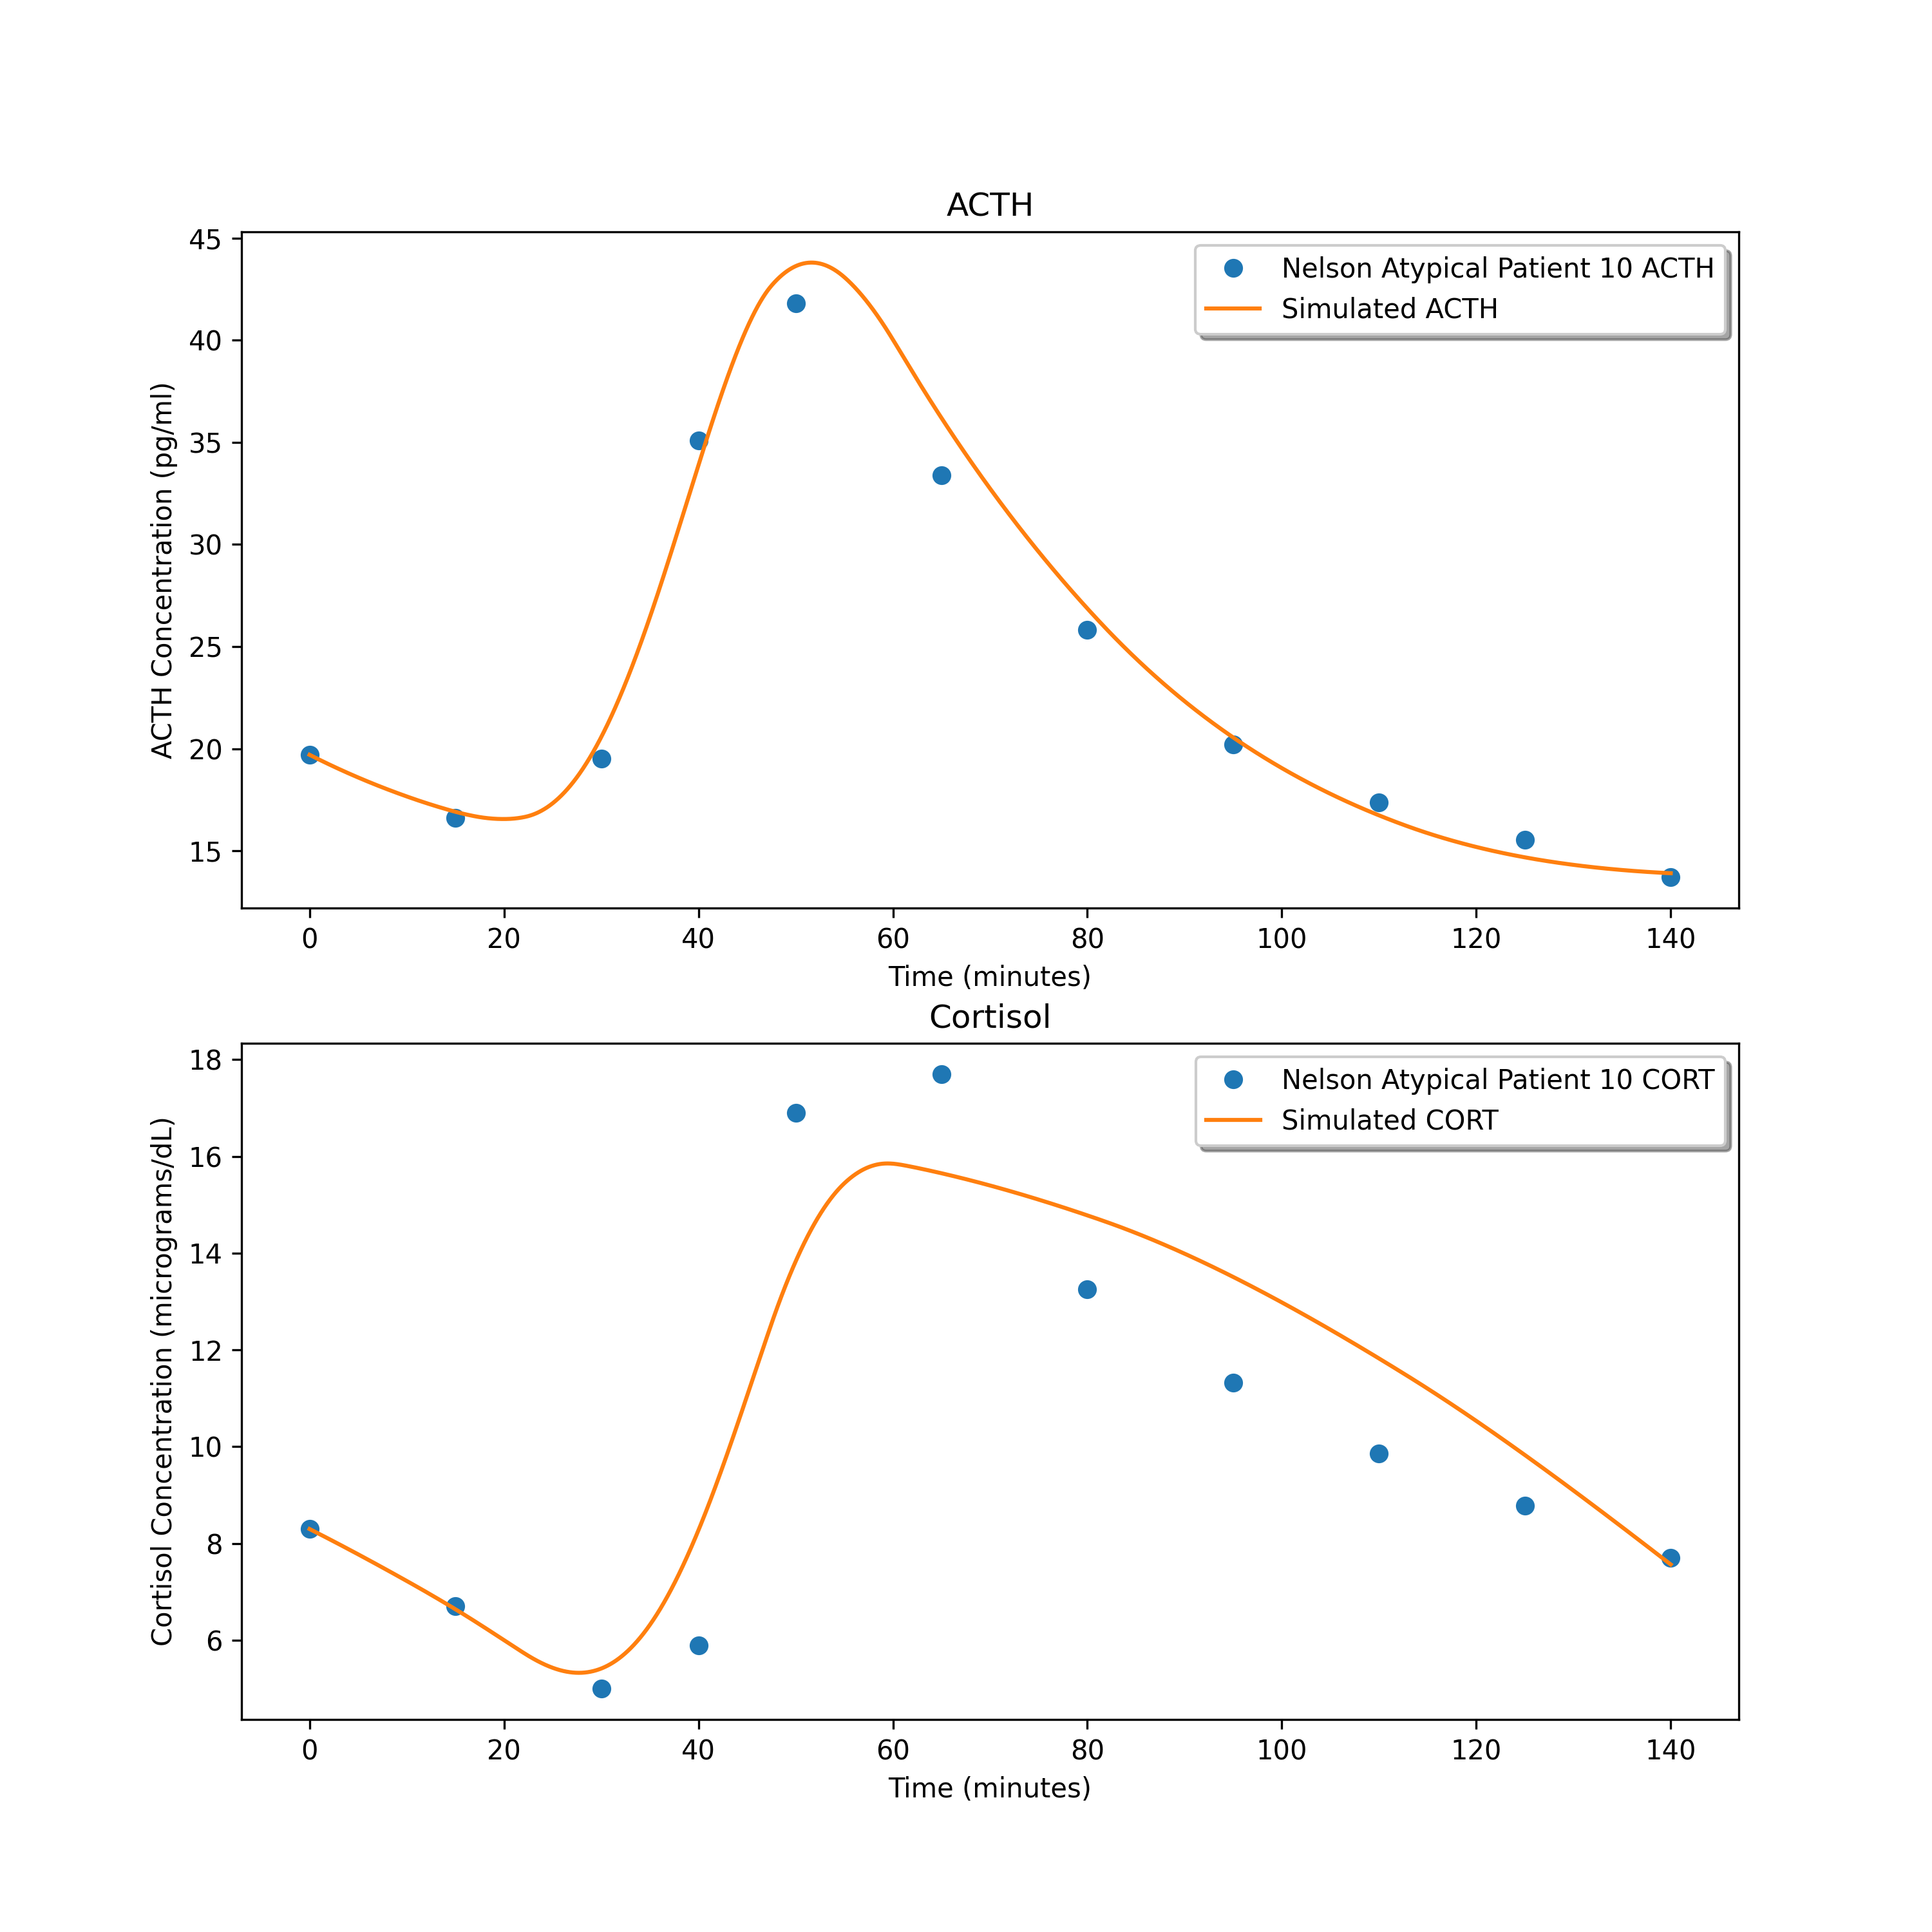 ACTH
45
40
35
30
25
20
15
ACTH Concentration (pg/ml)
Nelson Atypical Patient 10 ACTH
Simulated ACTH
0 20 40 60 80 100 120 140
Time (minutes)
Cortisol
18
16
14
12
10
8
6
Cortisol Concentration (micrograms/dL)
Nelson Atypical Patient 10 CORT
Simulated CORT
0 20 40 60 80 100 120 140
Time (minutes)